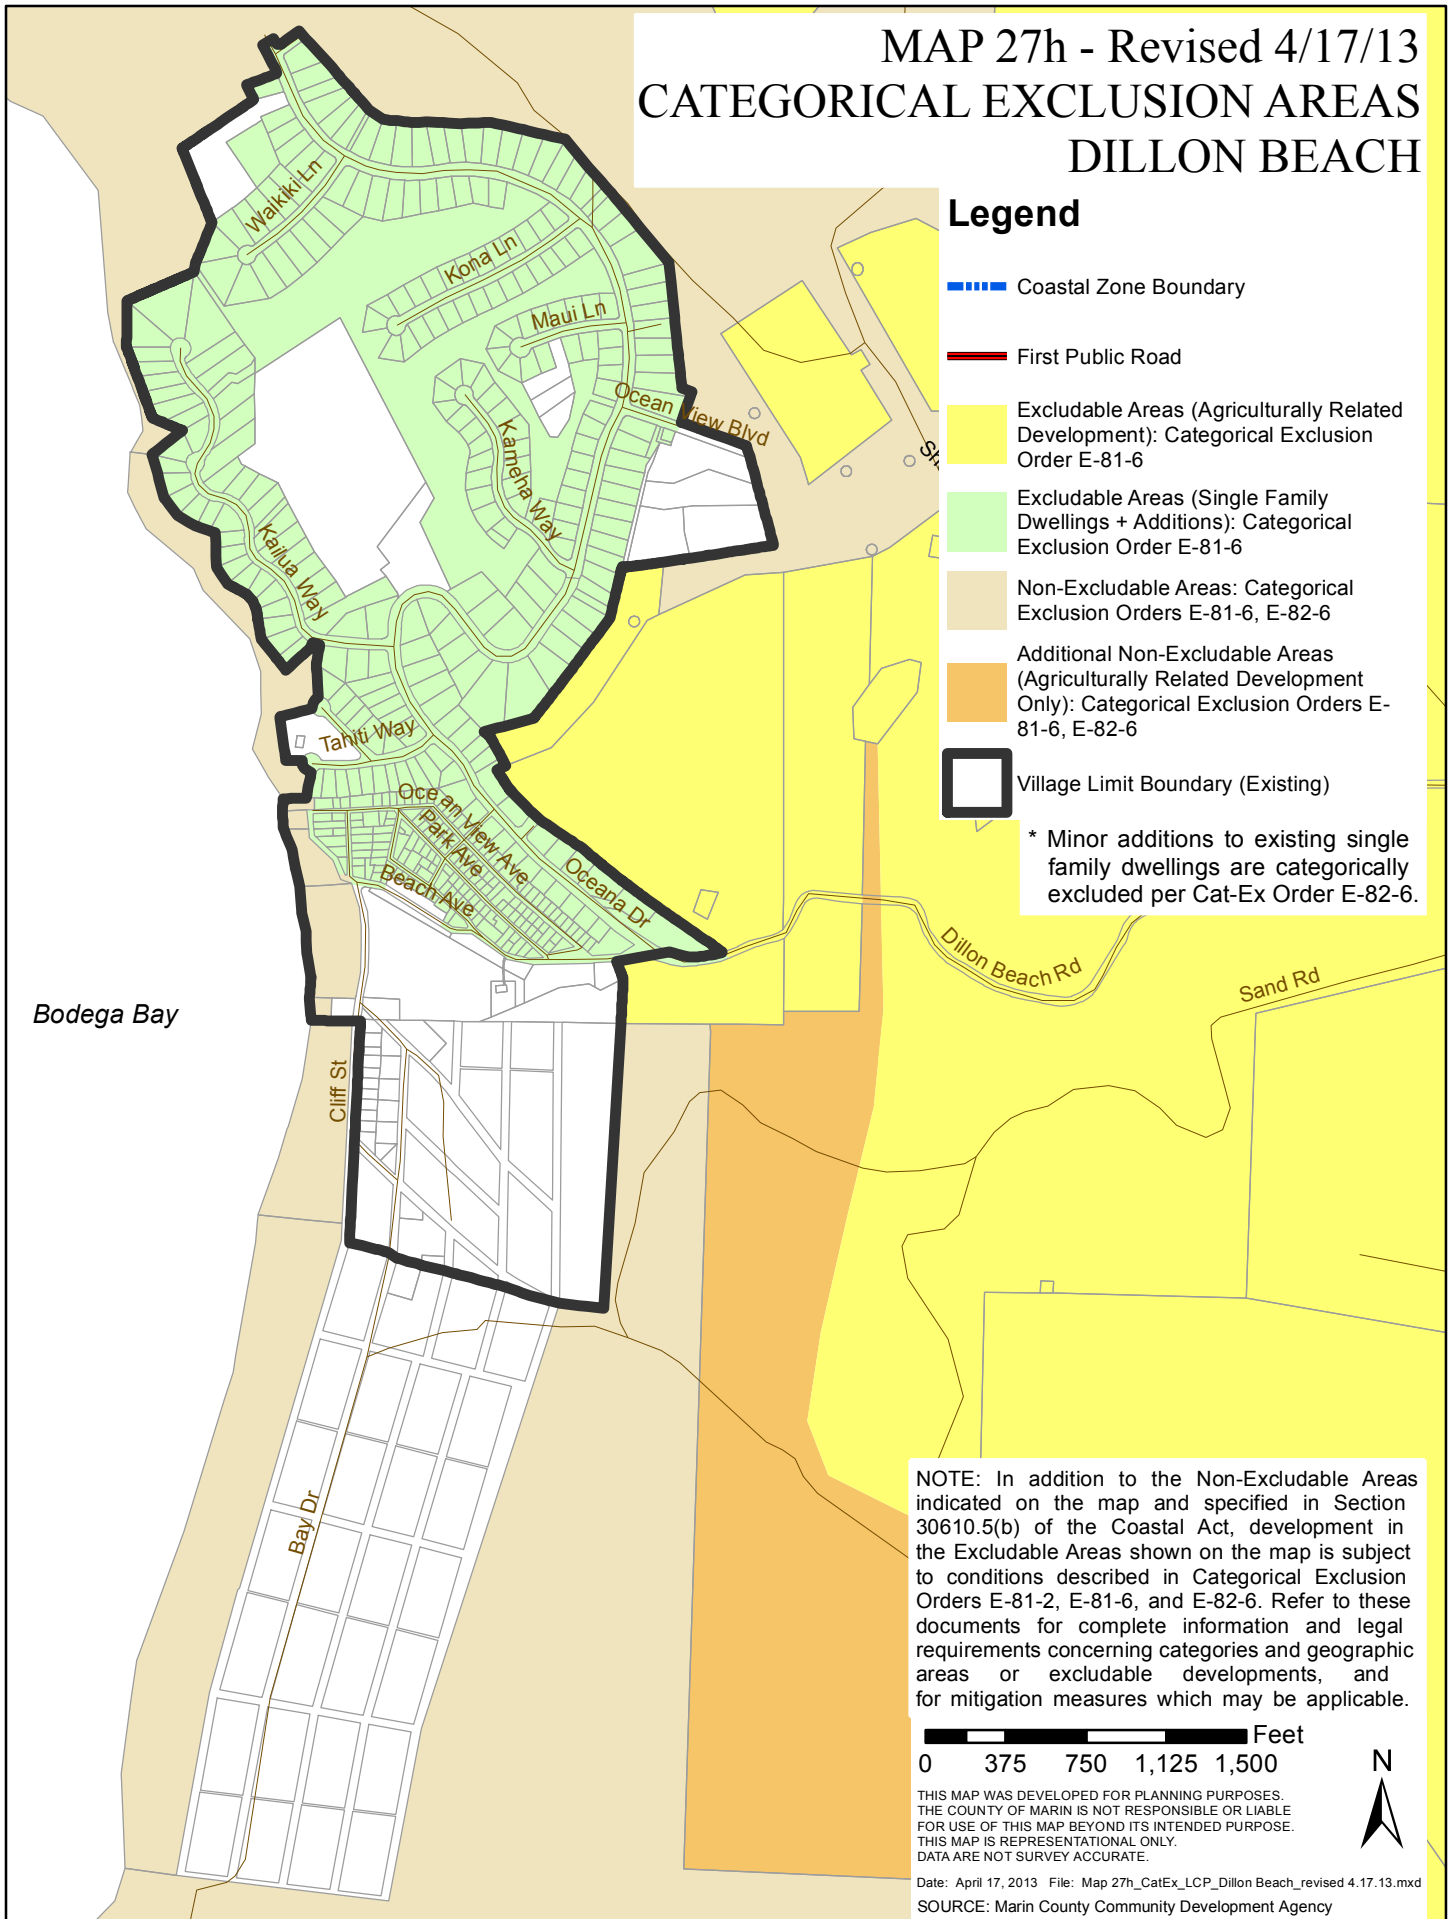 MAP 27h - Revised 4/17/13
CATEGORICAL EXCLUSION AREAS
DILLON BEACH
Legend
Coastal Zone Boundary
First Public Road
Excludable Areas (Agriculturally Related
Development): Categorical Exclusion
Order E-81-6
Excludable Areas (Single Family
Dwellings + Additions): Categorical
Exclusion Order E-81-6
Non-Excludable Areas: Categorical
Exclusion Orders E-81-6, E-82-6
Additional Non-Excludable Areas
(Agriculturally Related Development
Only): Categorical Exclusion Orders E-
81-6, E-82-6
Village Limit Boundary (Existing)
* Minor additions to existing single
family dwellings are categorically
excluded per Cat-Ex Order E-82-6.
Waikiki Ln
Kona Ln
Maui Ln
Ocean View Blvd
Kameha Way
Kailua Way
Tahiti Way
Ocean View Ave
Park Ave
Beach Ave
Oceana Dr
Dillon Beach Rd
Sand Rd
Bodega Bay
Cliff St
Bay Dr
NOTE: In addition to the Non-Excludable Areas
indicated on the map and specified in Section
30610.5(b) of the Coastal Act, development in
the Excludable Areas shown on the map is subject
to conditions described in Categorical Exclusion
Orders E-81-2, E-81-6, and E-82-6. Refer to these
documents for complete information and legal
requirements concerning categories and geographic
areas or excludable developments, and
for mitigation measures which may be applicable.
Feet
0 375 750 1,125 1,500
N
THIS MAP WAS DEVELOPED FOR PLANNING PURPOSES.
THE COUNTY OF MARIN IS NOT RESPONSIBLE OR LIABLE
FOR USE OF THIS MAP BEYOND ITS INTENDED PURPOSE.
THIS MAP IS REPRESENTATIONAL ONLY.
DATA ARE NOT SURVEY ACCURATE.
Date: April 17, 2013 File: Map 27h_CatEx_LCP_Dillon Beach_revised 4.17.13.mxd
SOURCE: Marin County Community Development Agency